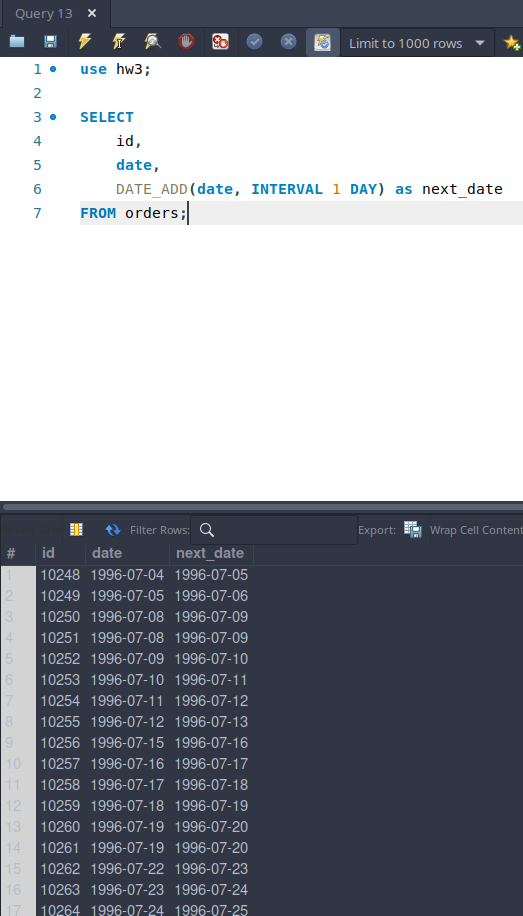 Query 13
Limit to 1000 rows
1 use hw3;
2
3 SELECT
4 id,
5 date,
6 DATE_ADD(date, INTERVAL 1 DAY) as next_date
7 FROM orders;
Filter Rows: Export: Wrap Cell Content
# id date next_date
1 10248 1996-07-04 1996-07-05
2 10249 1996-07-05 1996-07-06
3 10250 1996-07-08 1996-07-09
4 10251 1996-07-08 1996-07-09
5 10252 1996-07-09 1996-07-10
6 10253 1996-07-10 1996-07-11
7 10254 1996-07-11 1996-07-12
8 10255 1996-07-12 1996-07-13
9 10256 1996-07-15 1996-07-16
10 10257 1996-07-16 1996-07-17
11 10258 1996-07-17 1996-07-18
12 10259 1996-07-18 1996-07-19
13 10260 1996-07-19 1996-07-20
14 10261 1996-07-19 1996-07-20
15 10262 1996-07-22 1996-07-23
16 10263 1996-07-23 1996-07-24
17 10264 1996-07-24 1996-07-25